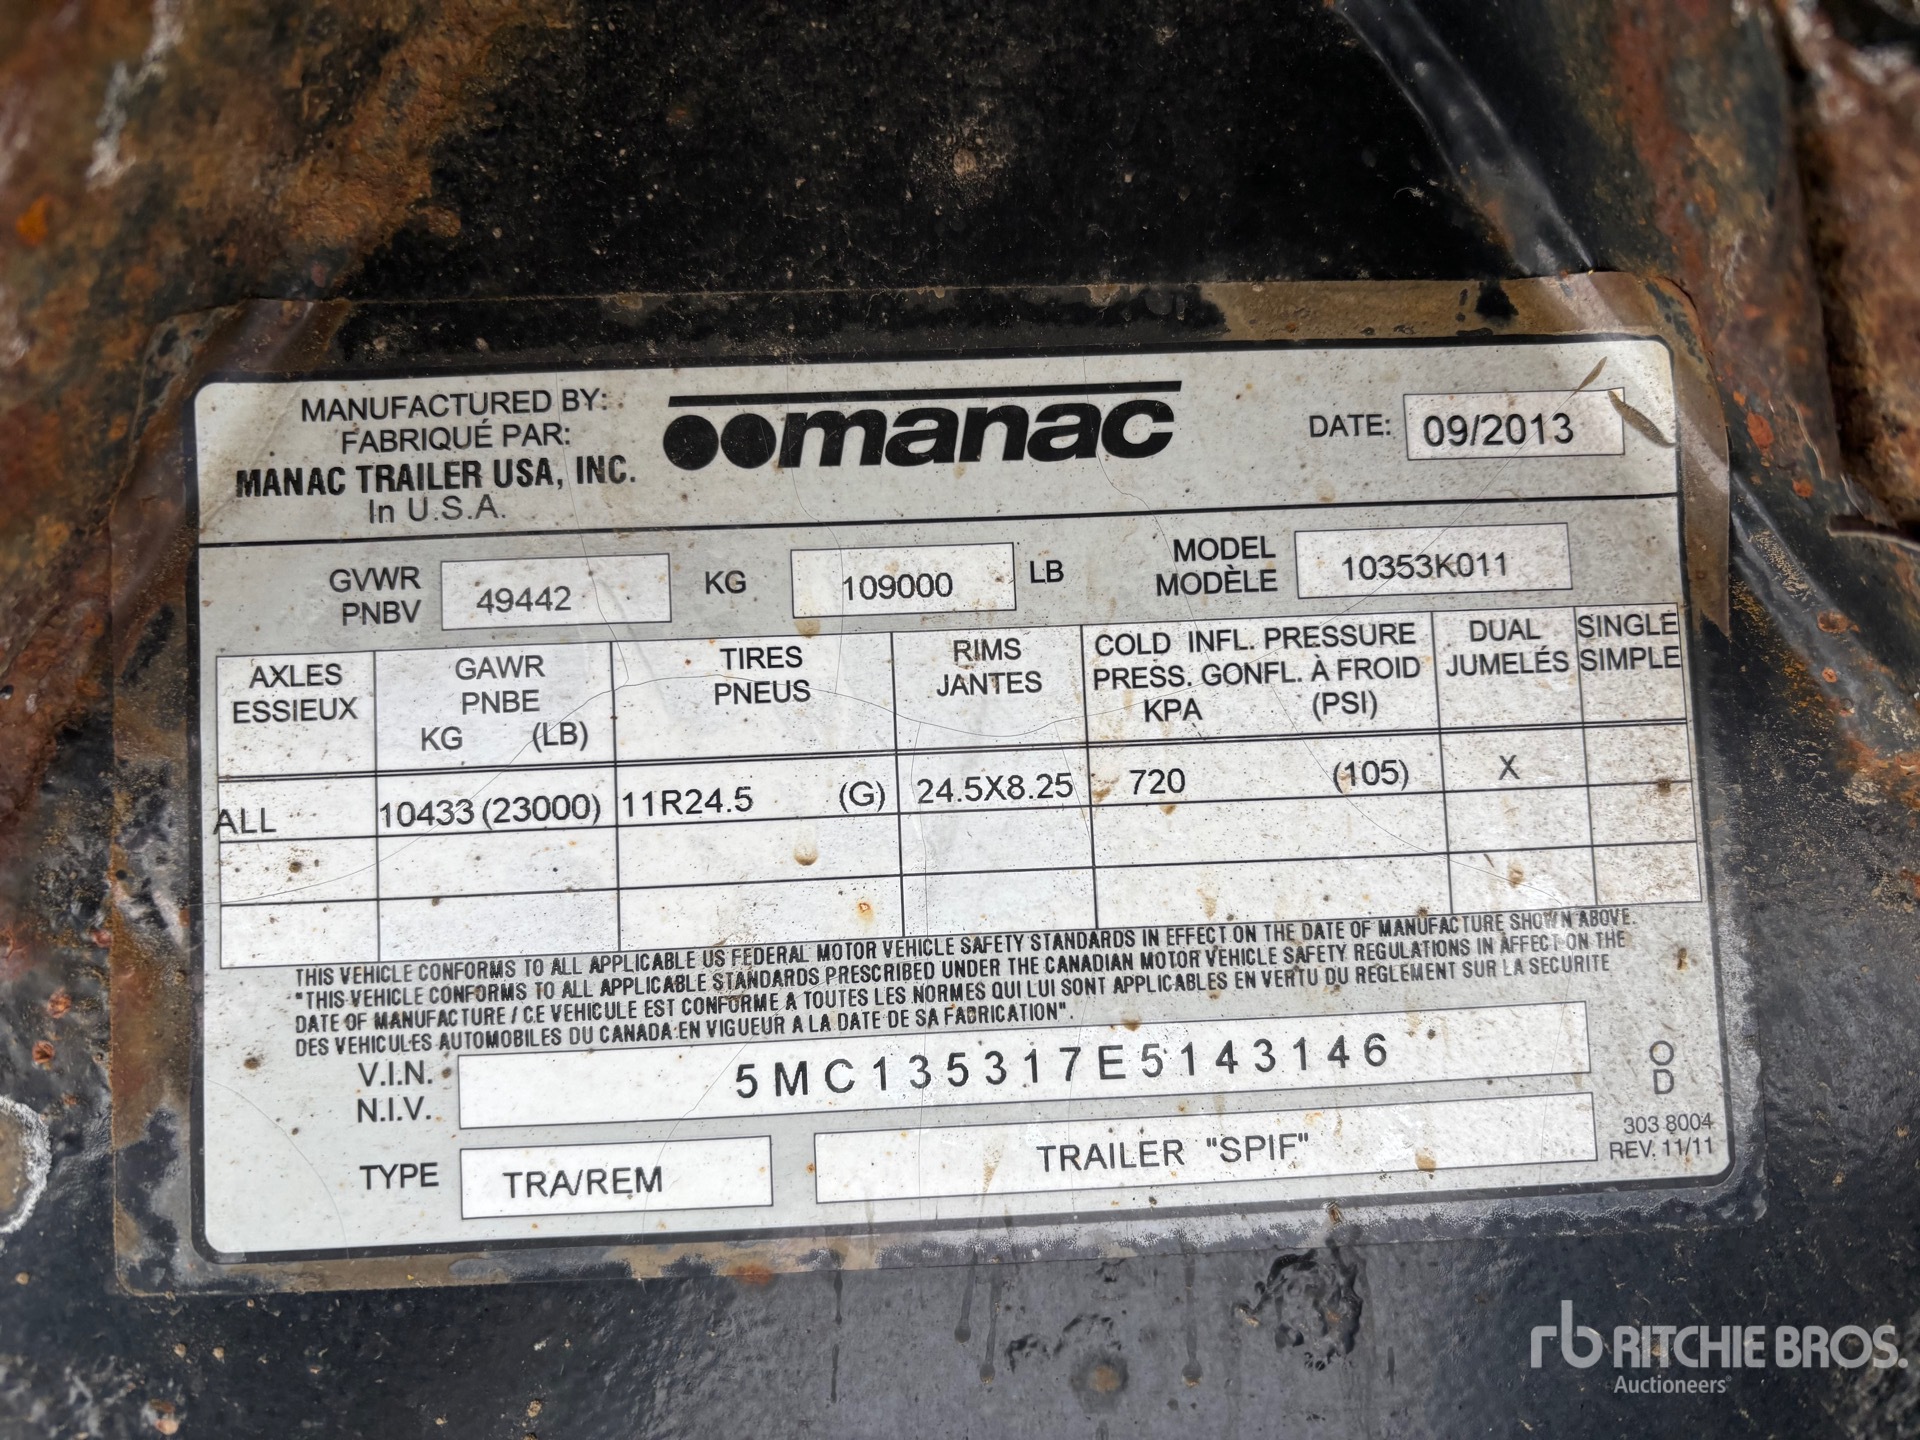 MANUFACTURED BY:
FABRIQUÉ PAR:
MANAC TRAILER USA, INC.
In U.S.A.
manac
DATE: 09/2013
GVWR
PNBV
49442 KG 109000 LB
MODEL
MODÈLE
10353K011
AXLES
ESSIEUX
GAWR
PNBE
KG (LB)
TIRES
PNEUS
RIMS
JANTES
COLD INFL. PRESSURE
PRESS. GONFL. À FROID
KPA (PSI)
DUAL
JUMELÉS
SINGLE
SIMPLE
ALL 10433 (23000) 11R24.5 (G) 24.5X8.25 720 (105) X
THIS VEHICLE CONFORMS TO ALL APPLICABLE US FEDERAL MOTOR VEHICLE SAFETY STANDARDS IN EFFECT ON THE DATE OF MANUFACTURE SHOWN ABOVE.
"THIS VEHICLE CONFORMS TO ALL APPLICABLE STANDARDS PRESCRIBED UNDER THE CANADIAN MOTOR VEHICLE SAFETY REGULATIONS IN AFFECT ON THE
DATE OF MANUFACTURE / CE VEHICULE EST CONFORME A TOUTES LES NORMES QUI LUI SONT APPLICABLES EN VERTU DU REGLEMENT SUR LA SECURITE
DES VEHICULES AUTOMOBILES DU CANADA EN VIGUEUR A LA DATE DE SA FABRICATION".
V.I.N.
N.I.V.
5MC135317E5143146
O
D
303 8004
REV. 11/11
TYPE TRA/REM TRAILER "SPIF"
rb RITCHIE BROS.
Auctioneers